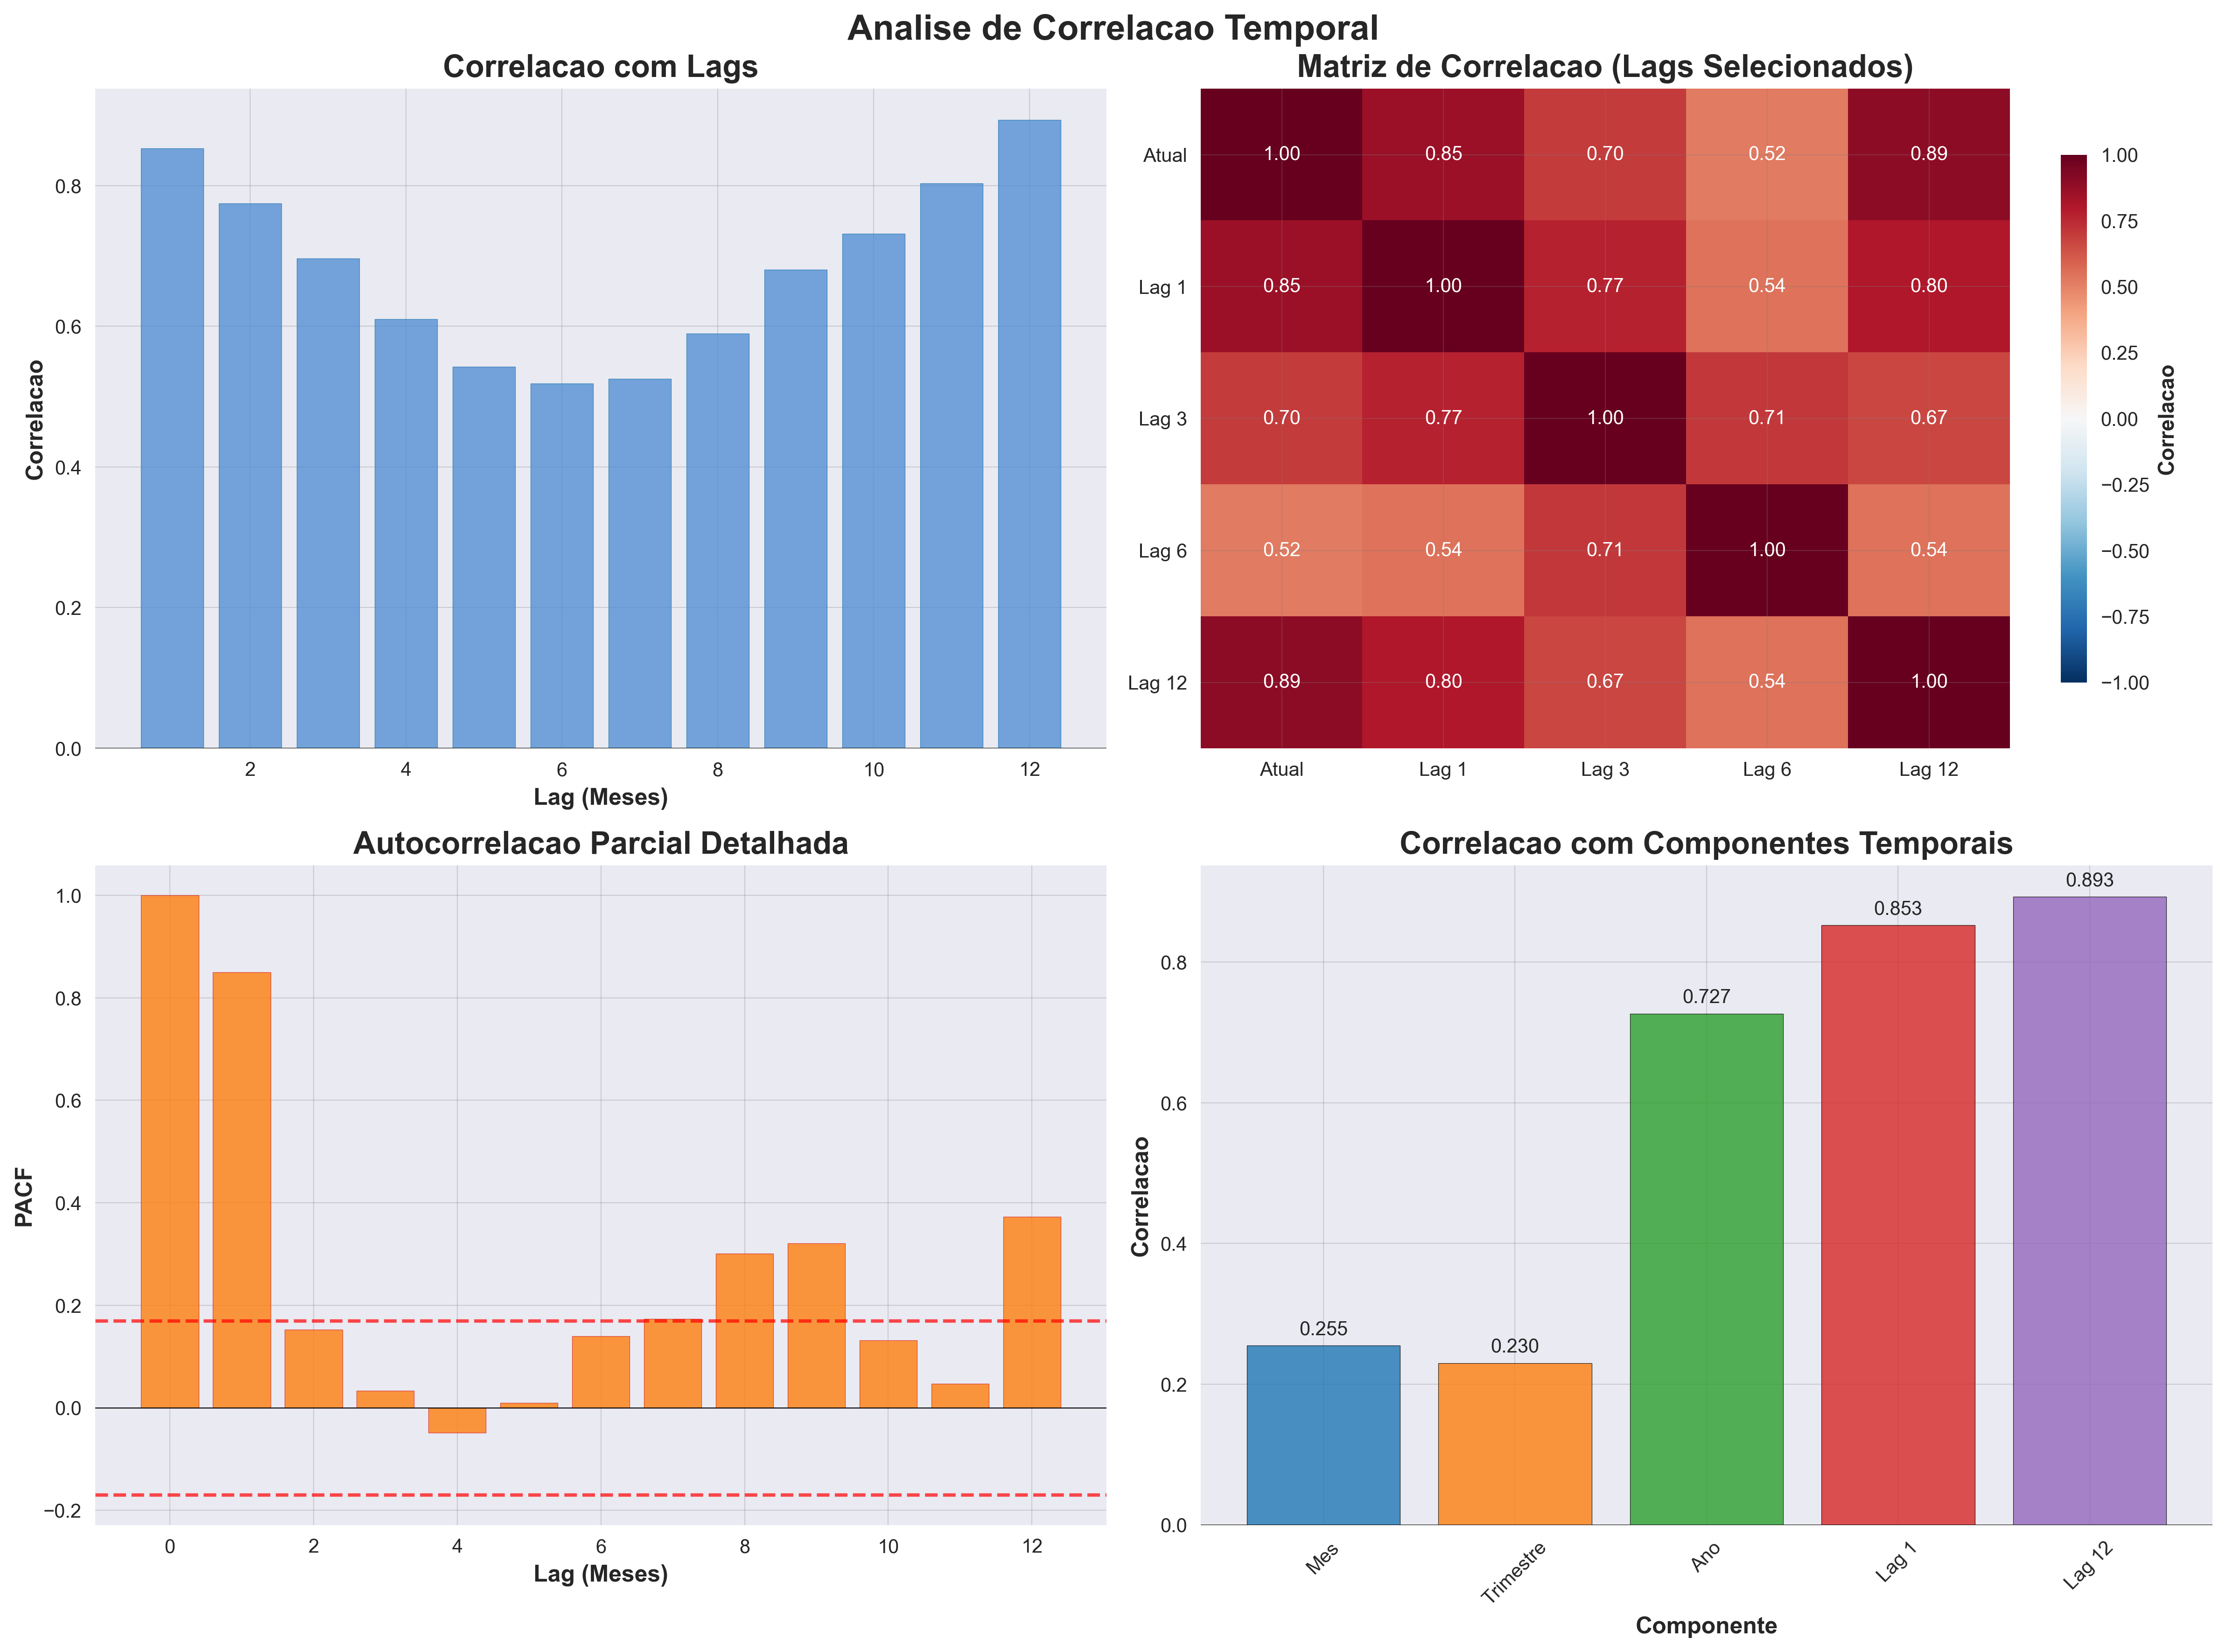 Analise de Correlacao Temporal
Correlacao com Lags
Correlacao
0.8
0.6
0.4
0.2
0.0
2 4 6 8 10 12
Lag (Meses)
Matriz de Correlacao (Lags Selecionados)
Atual 1.00 0.85 0.70 0.52 0.89
Lag 1 0.85 1.00 0.77 0.54 0.80
Lag 3 0.70 0.77 1.00 0.71 0.67
Lag 6 0.52 0.54 0.71 1.00 0.54
Lag 12 0.89 0.80 0.67 0.54 1.00
Atual Lag 1 Lag 3 Lag 6 Lag 12
1.00
0.75
0.50
0.25
0.00
−0.25
−0.50
−0.75
−1.00
Correlacao
Autocorrelacao Parcial Detalhada
PACF
1.0
0.8
0.6
0.4
0.2
0.0
−0.2
0 2 4 6 8 10 12
Lag (Meses)
Correlacao com Componentes Temporais
Correlacao
0.8
0.6
0.4
0.2
0.0
0.255
0.230
0.727
0.853
0.893
Mes Trimestre Ano Lag 1 Lag 12
Componente